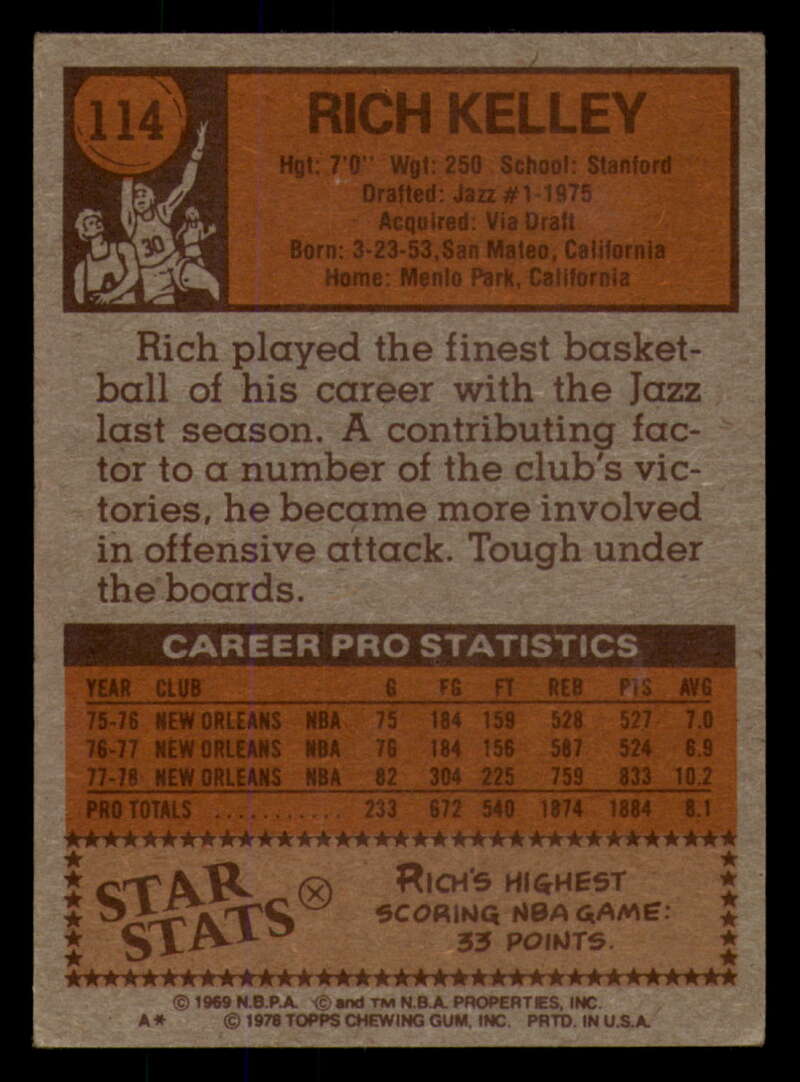 114
RICH KELLEY
Hgt: 7'0" Wgt: 250 School: Stanford
Drafted: Jazz #1-1975
Acquired: Via Draft
Born: 3-23-53, San Mateo, California
Home: Menlo Park, California
30
Rich played the finest basket-
ball of his career with the Jazz
last season. A contributing fac-
tor to a number of the club's vic-
tories, he became more involved
in offensive attack. Tough under
the boards.
CAREER PRO STATISTICS
YEAR CLUB G FG FT REB PTS AVG
75-76 NEW ORLEANS NBA 75 184 159 528 527 7.0
76-77 NEW ORLEANS NBA 76 184 156 587 524 6.9
77-78 NEW ORLEANS NBA 82 304 225 759 833 10.2
PRO TOTALS ........... 233 672 540 1874 1884 8.1
STAR
STATS
RICH'S HIGHEST
SCORING NBA GAME:
33 POINTS.
© 1969 N.B.P.A. © and TM N.B.A. PROPERTIES, INC.
A* © 1978 TOPPS CHEWING GUM, INC. PRTD. IN U.S.A.